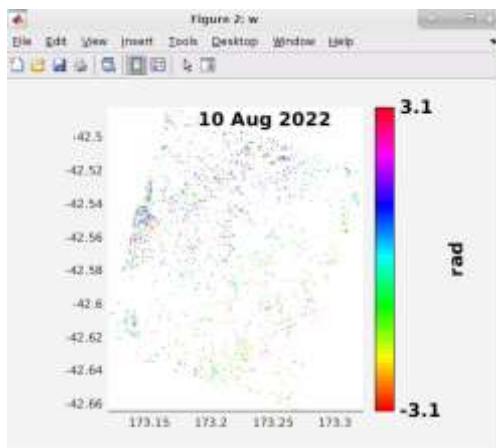 Figure 2: w
File Edit View Insert Tools Desktop Window Help
10 Aug 2022
3.1
-42.5
-42.52
-42.54
-42.56
-42.58
-42.6
-42.62
-42.64
-42.66
rad
-3.1
173.15 173.2 173.25 173.3